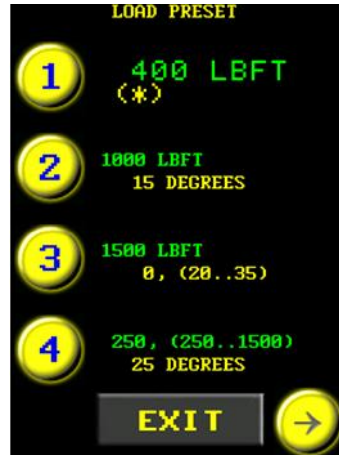 LOAD PRESET
1
400 LBFT
(*)
2
1000 LBFT
15 DEGREES
3
1500 LBFT
0, (20..35)
4
250, (250..1500)
25 DEGREES
EXIT
→